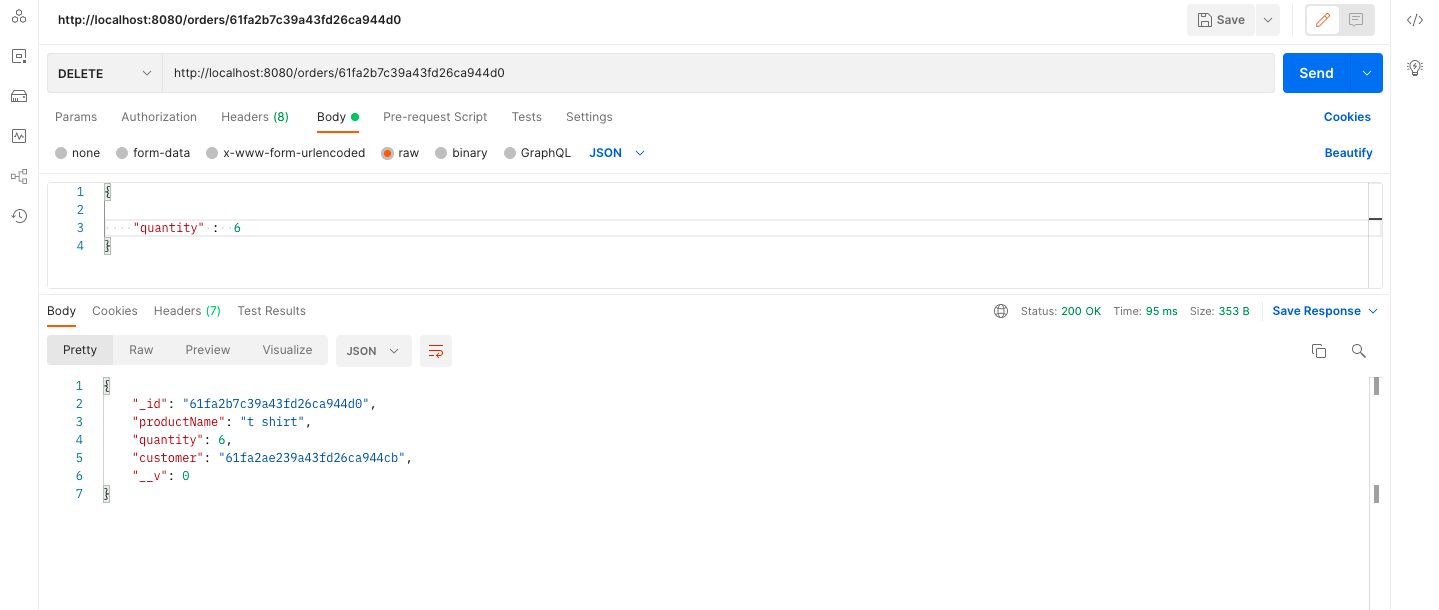 http://localhost:8080/orders/61fa2b7c39a43fd26ca944d0
Save
DELETE
http://localhost:8080/orders/61fa2b7c39a43fd26ca944d0
Send
Params Authorization Headers (8) Body Pre-request Script Tests Settings Cookies
none form-data x-www-form-urlencoded raw binary GraphQL JSON Beautify
1 {
2
3 "quantity" : 6
4 }
Body Cookies Headers (7) Test Results Status: 200 OK Time: 95 ms Size: 353 B Save Response
Pretty Raw Preview Visualize JSON
1 {
2 "_id": "61fa2b7c39a43fd26ca944d0",
3 "productName": "t shirt",
4 "quantity": 6,
5 "customer": "61fa2ae239a43fd26ca944cb",
6 "__v": 0
7 }